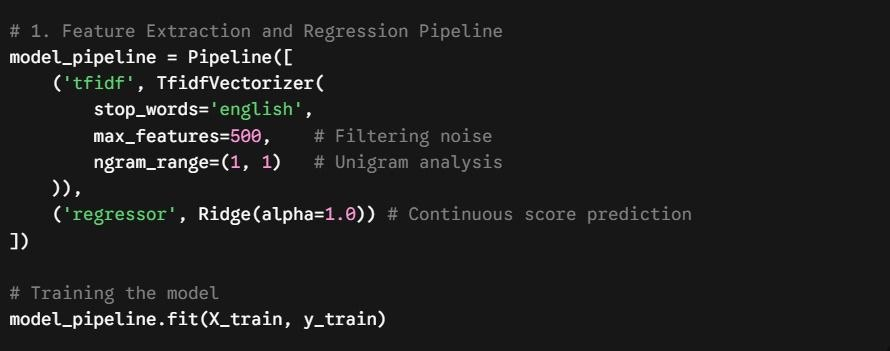 # 1. Feature Extraction and Regression Pipeline
model_pipeline = Pipeline([
    ('tfidf', TfidfVectorizer(
        stop_words='english',
        max_features=500,    # Filtering noise
        ngram_range=(1, 1)   # Unigram analysis
    )),
    ('regressor', Ridge(alpha=1.0)) # Continuous score prediction
])

# Training the model
model_pipeline.fit(X_train, y_train)